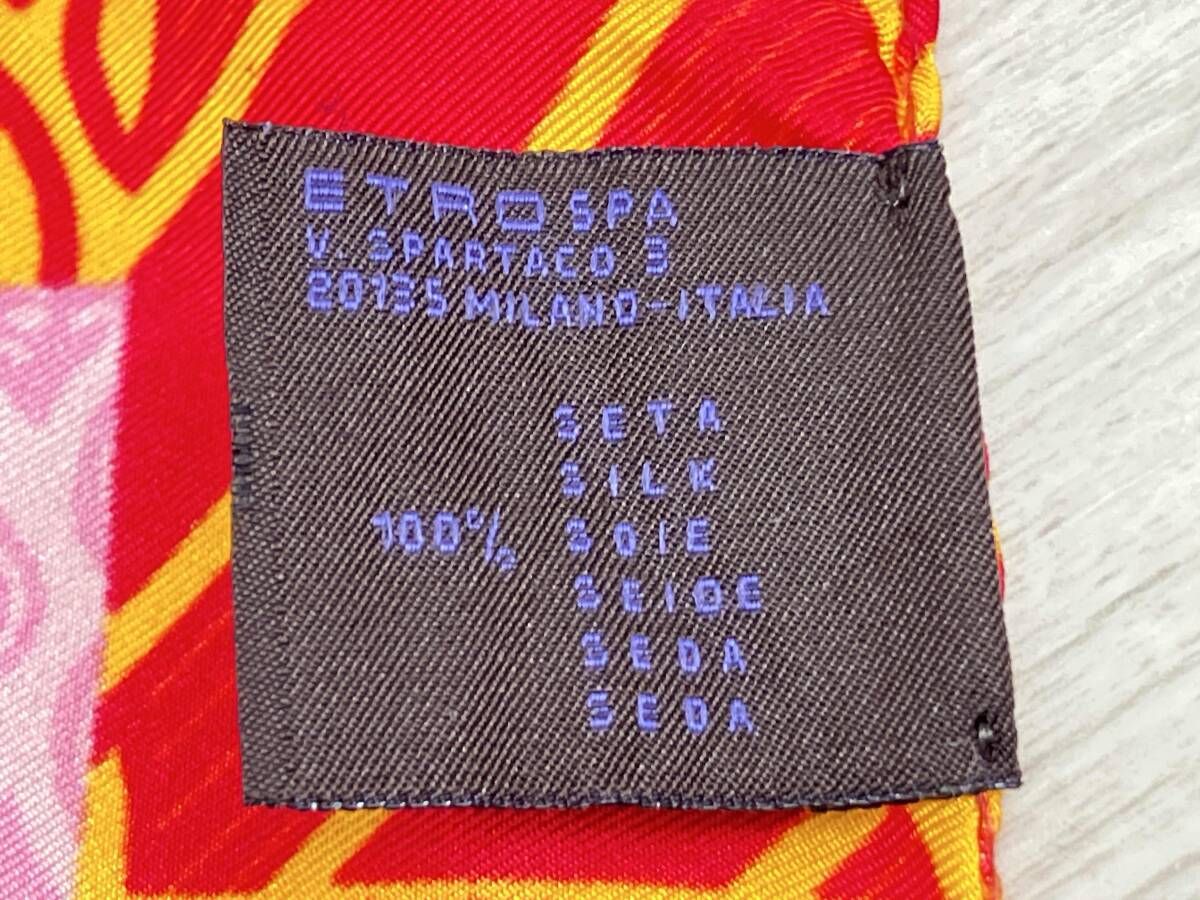 ETRO SPA
V. SPARTACO 3
20135 MILANO-ITALIA
SETA
SILK
100% SOIE
SEIDE
SEDA
SEDA